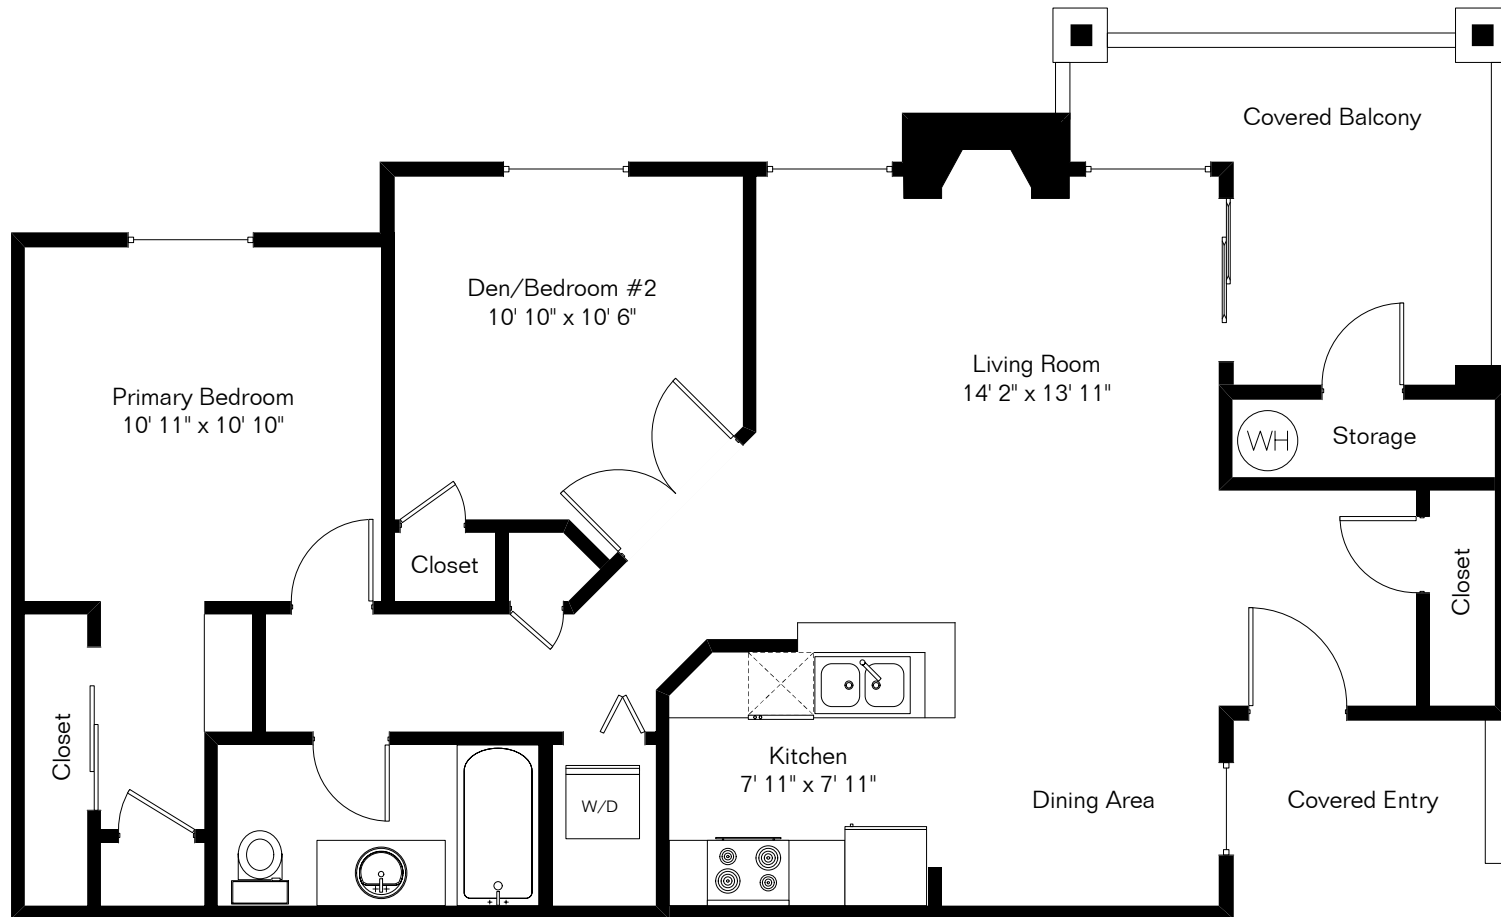 Covered Balcony
Den/Bedroom #2
10' 10" x 10' 6"
Living Room
14' 2" x 13' 11"
Primary Bedroom
10' 11" x 10' 10"
WH
Storage
Closet
Closet
Closet
Kitchen
7' 11" x 7' 11"
W/D
Dining Area
Covered Entry